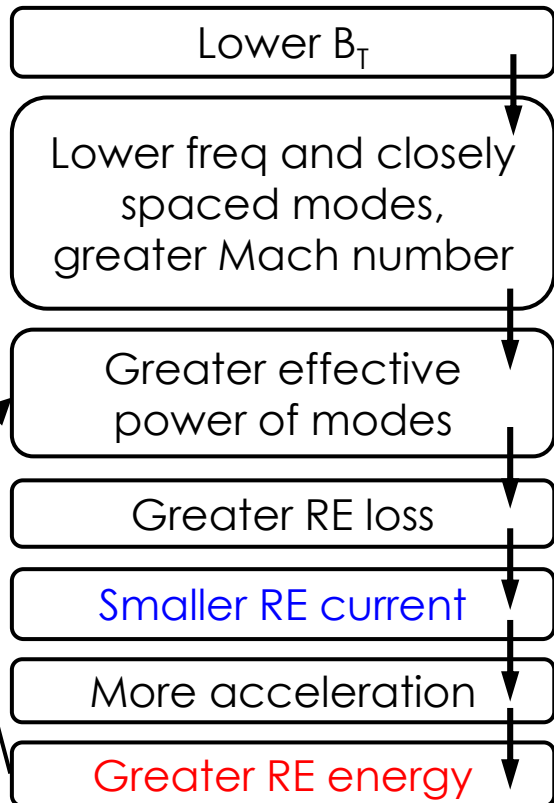 Lower B_T
Lower freq and closely
spaced modes,
greater Mach number
Greater effective
power of modes
Greater RE loss
Smaller RE current
More acceleration
Greater RE energy